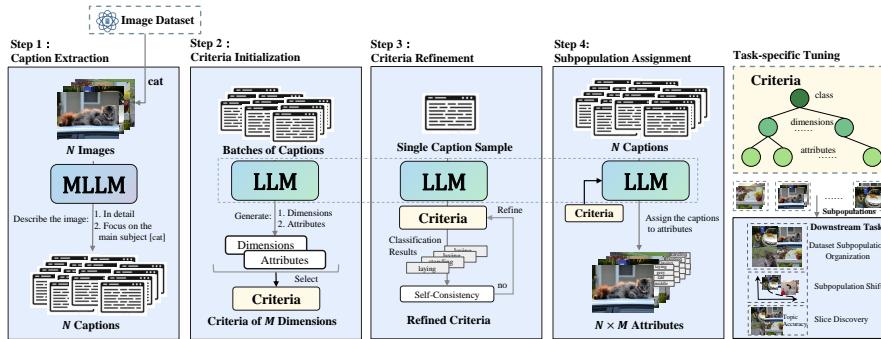 Image Dataset
Step 1：
Caption Extraction
cat
N Images
MLLM
Describe the image:
1. In detail
2. Focus on the
main subject [cat]
N Captions
Step 2：
Criteria Initialization
Batches of Captions
LLM
Generate:
1. Dimensions
2. Attributes
Dimensions
Attributes
Select
Criteria
Criteria of M Dimensions
Step 3：
Criteria Refinement
Single Caption Sample
LLM
Criteria
Refine
Classification
Results
laying
Self-Consistency
no
Refined Criteria
Step 4:
Subpopulation Assignment
N Captions
LLM
Criteria
Assign the captions
to attributes
laying
N × M Attributes
Task-specific Tuning
Criteria
class
dimensions
......
attributes
......
......
Subpopulations
Downstream Task
Dataset Subpopulation
Organization
Subpopulation Shift
Topic
Accuracy
Slice Discovery